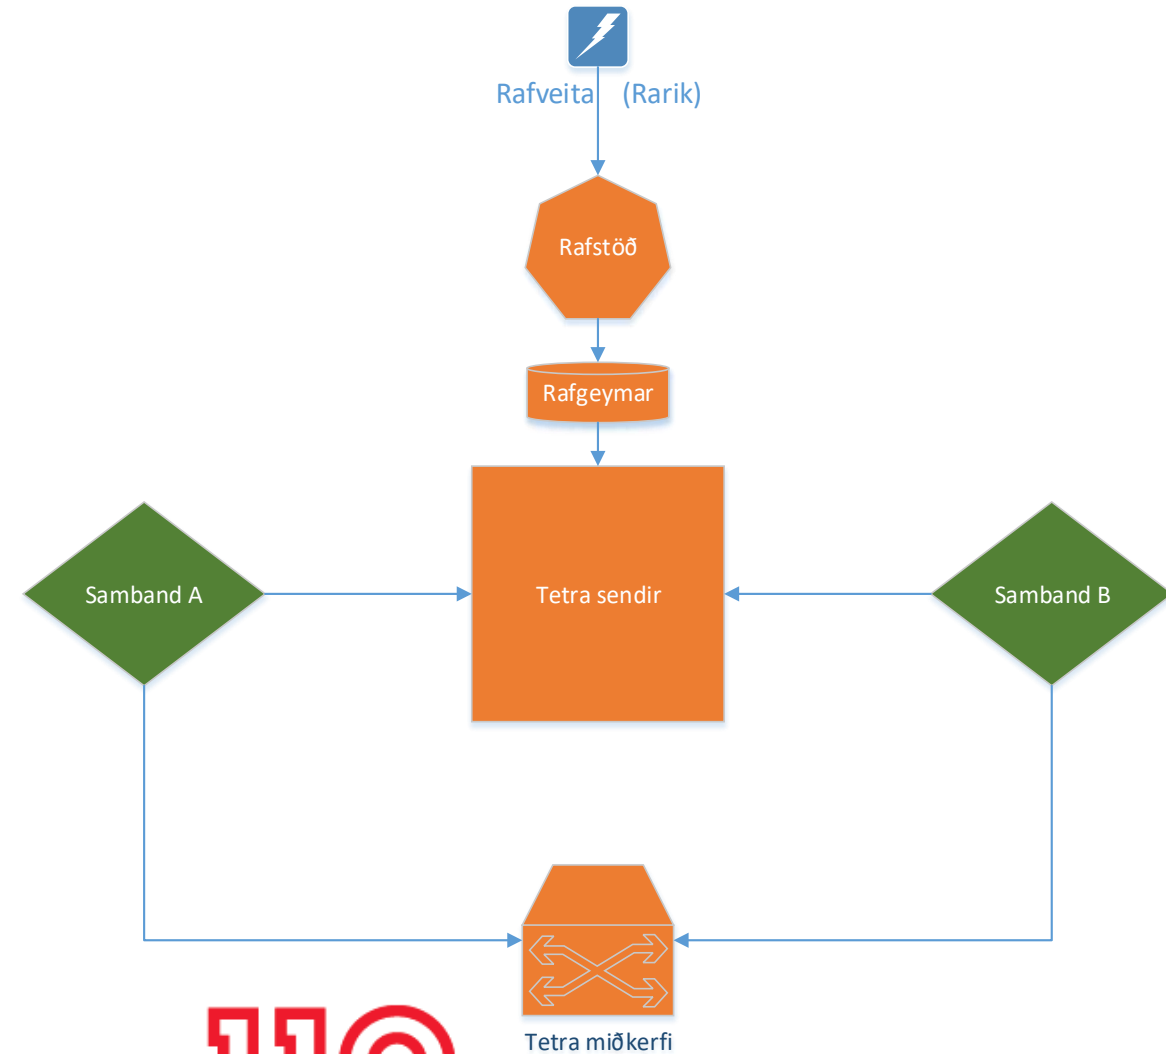 Rafveita (Rarik)
Rafstöð
Rafgeymar
Samband A
Tetra sendir
Samband B
Tetra miðkerfi